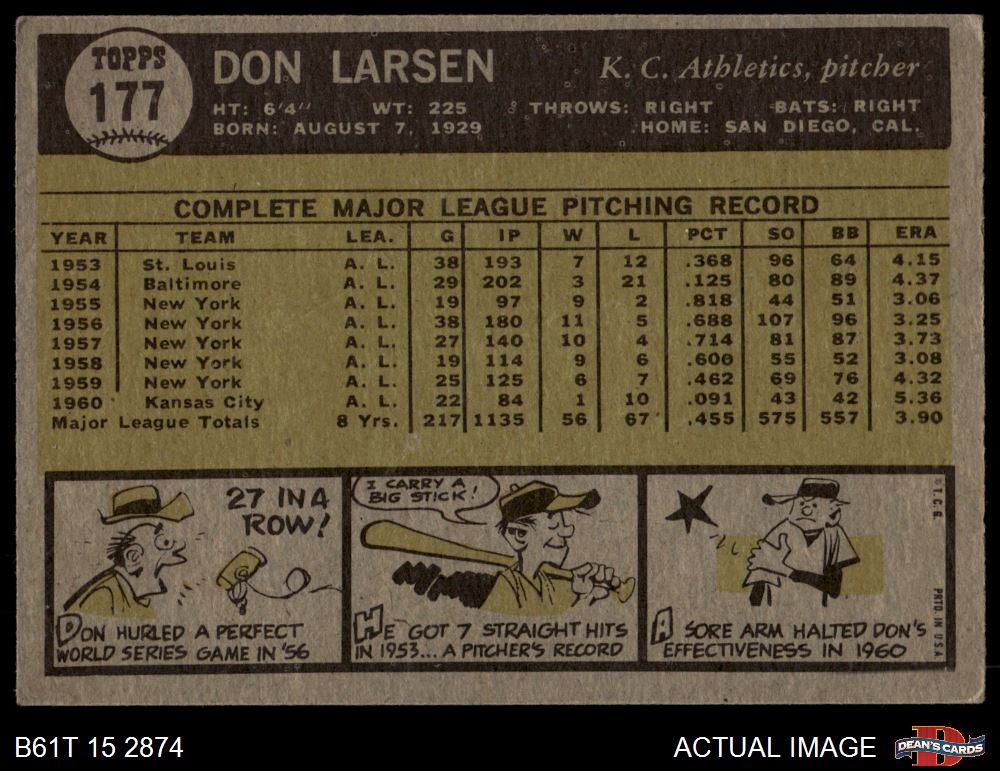 TOPPS
177
DON LARSEN
K. C. Athletics, pitcher
HT: 6'4" WT: 225 THROWS: RIGHT BATS: RIGHT
BORN: AUGUST 7, 1929 HOME: SAN DIEGO, CAL.
COMPLETE MAJOR LEAGUE PITCHING RECORD
YEAR TEAM LEA. G IP W L PCT SO BB ERA
1953 St. Louis A. L. 38 193 7 12 .368 96 64 4.15
1954 Baltimore A. L. 29 202 3 21 .125 80 89 4.37
1955 New York A. L. 19 97 9 2 .818 44 51 3.06
1956 New York A. L. 38 180 11 5 .688 107 96 3.25
1957 New York A. L. 27 140 10 4 .714 81 87 3.73
1958 New York A. L. 19 114 9 6 .600 55 52 3.08
1959 New York A. L. 25 125 6 7 .462 69 76 4.32
1960 Kansas City A. L. 22 84 1 10 .091 43 42 5.36
Major League Totals 8 Yrs. 217 1135 56 67 .455 575 557 3.90
27 IN A
ROW!
DON HURLED A PERFECT
WORLD SERIES GAME IN '56
I CARRY A
BIG STICK!
HE GOT 7 STRAIGHT HITS
IN 1953... A PITCHER'S RECORD
A SORE ARM HALTED DON'S
EFFECTIVENESS IN 1960
© T. C. G.
PRTD. IN U.S.A.
B61T 15 2874
ACTUAL IMAGE
D
DEAN'S CARDS